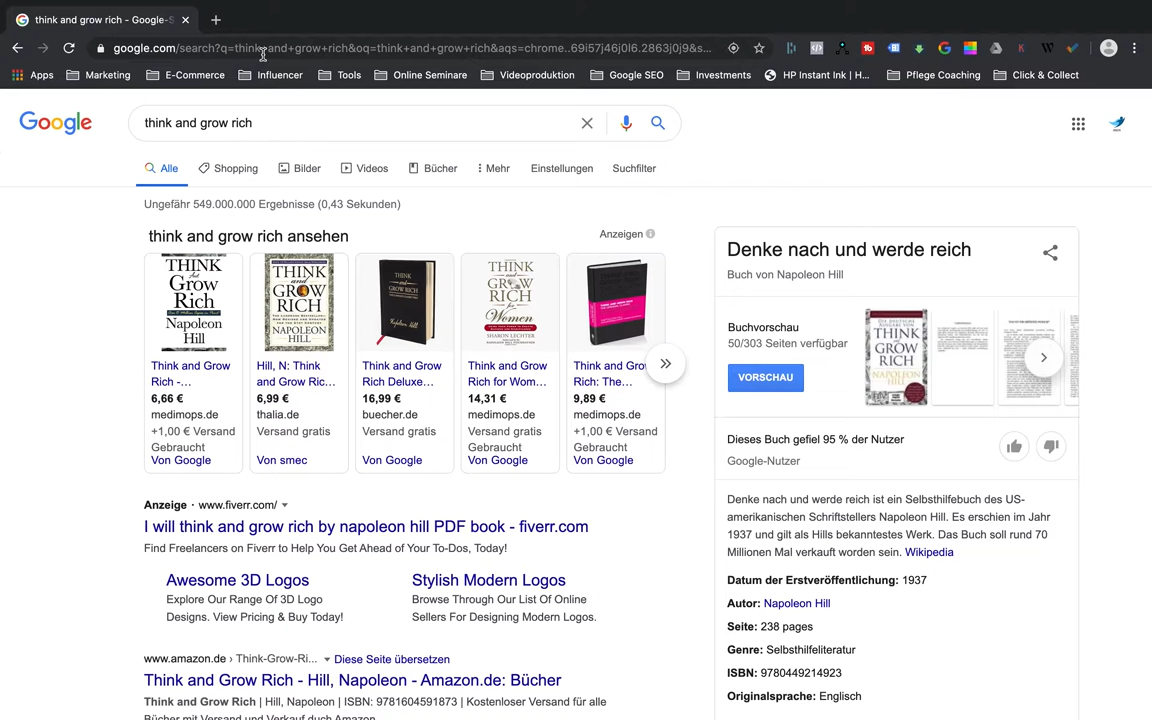 think and grow rich - Google-S
google.com/search?q=think+and+grow+rich&oq=think+and+grow+rich&aqs=chrome..69i57j46j0l6.2863j0j9&s...
Apps Marketing E-Commerce Influencer Tools Online Seminare Videoproduktion Google SEO Investments HP Instant Ink | H... Pflege Coaching Click & Collect
Google
think and grow rich
Alle Shopping Bilder Videos Bücher Mehr Einstellungen Suchfilter
Ungefähr 549.000.000 Ergebnisse (0,43 Sekunden)
think and grow rich ansehen
Anzeigen
THINK and GROW RICH Napoleon Hill
THINK and GROW RICH NAPOLEON HILL
THINK AND GROW RICH Napoleon Hill
THINK and GROW RICH for Women SHARON LECHTER
Think and Grow Rich -...
6,66 €
medimops.de
+1,00 € Versand
Gebraucht
Von Google
Hill, N: Think and Grow Ric...
6,99 €
thalia.de
Versand gratis
Von smec
Think and Grow Rich Deluxe...
16,99 €
buecher.de
Versand gratis
Von Google
Think and Grow Rich for Wom...
14,31 €
medimops.de
Versand gratis
Gebraucht
Von Google
Think and Grow Rich: The...
9,89 €
medimops.de
+1,00 € Versand
Gebraucht
Von Google
Anzeige · www.fiverr.com/
I will think and grow rich by napoleon hill PDF book - fiverr.com
Find Freelancers on Fiverr to Help You Get Ahead of Your To-Dos, Today!
Awesome 3D Logos
Explore Our Range Of 3D Logo
Designs. View Pricing & Buy Today!
Stylish Modern Logos
Browse Through Our List Of Online
Sellers For Designing Modern Logos.
www.amazon.de › Think-Grow-Ri... Diese Seite übersetzen
Think and Grow Rich - Hill, Napoleon - Amazon.de: Bücher
Think and Grow Rich | Hill, Napoleon | ISBN: 9781604591873 | Kostenloser Versand für alle
Bücher mit Versand und Verkauf duch Amazon.
Denke nach und werde reich
Buch von Napoleon Hill
Buchvorschau
50/303 Seiten verfügbar
VORSCHAU
THINK AND GROW RICH
NAPOLEON HILL
Dieses Buch gefiel 95 % der Nutzer
Google-Nutzer
Denke nach und werde reich ist ein Selbsthilfebuch des US-
amerikanischen Schriftstellers Napoleon Hill. Es erschien im Jahr
1937 und gilt als Hills bekanntestes Werk. Das Buch soll rund 70
Millionen Mal verkauft worden sein. Wikipedia
Datum der Erstveröffentlichung: 1937
Autor: Napoleon Hill
Seite: 238 pages
Genre: Selbsthilfeliteratur
ISBN: 9780449214923
Originalsprache: Englisch